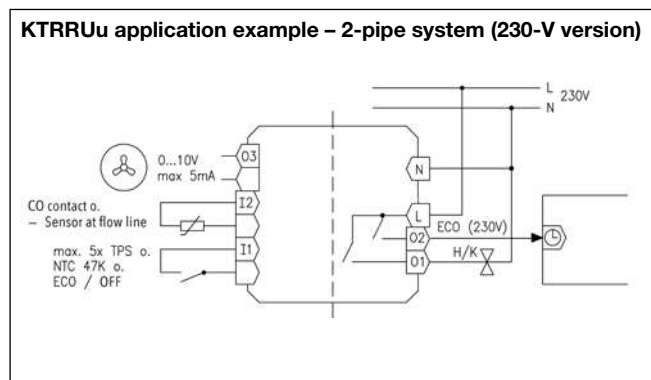 KTRRUu application example – 2-pipe system (230-V version)
L
230V
N
O3
0...10V
max 5mA
N
I2
CO contact o.
– Sensor at flow line
L
ECO (230V)
I1
O2
max. 5x TPS o.
NTC 47K o.
ECO / OFF
H/K
O1